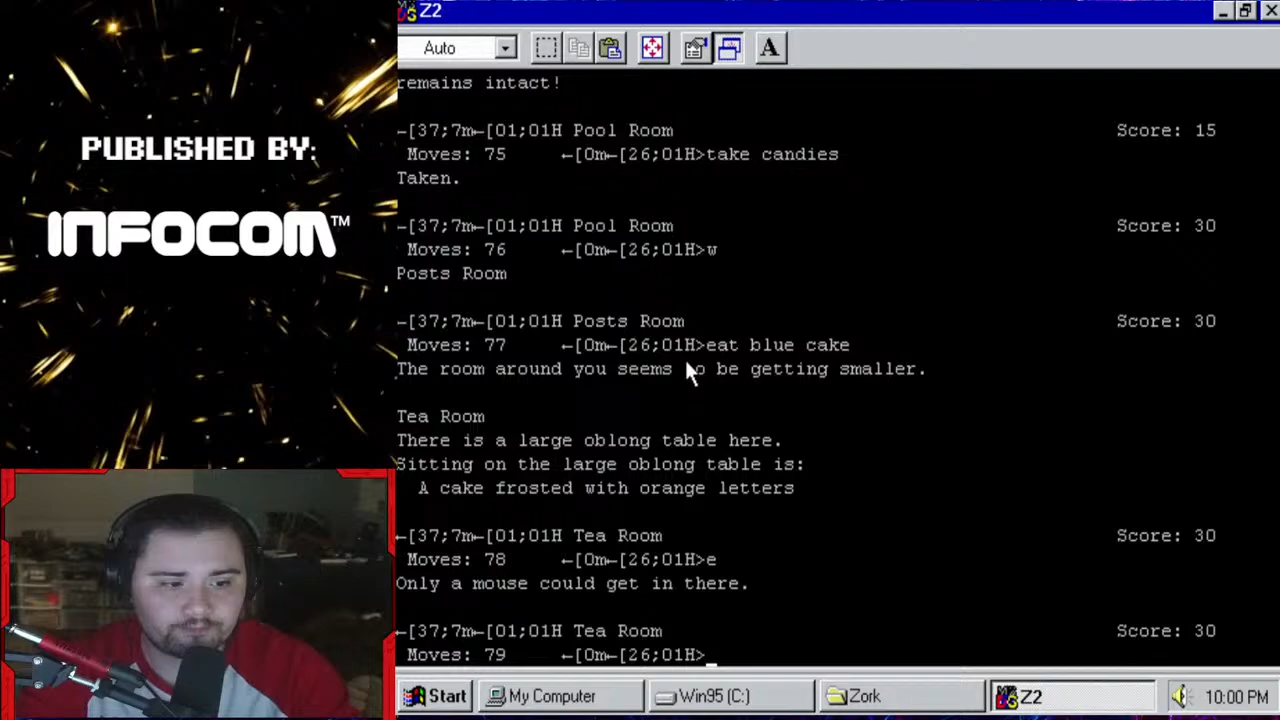 PUBLISHED BY:
INFOCOM™
Z2
Auto
A
remains intact!
←[37;7m←[01;01H Pool Room Score: 15
Moves: 75 ←[0m←[26;01H>take candies
Taken.
←[37;7m←[01;01H Pool Room Score: 30
Moves: 76 ←[0m←[26;01H>w
Posts Room
←[37;7m←[01;01H Posts Room Score: 30
Moves: 77 ←[0m←[26;01H>eat blue cake
The room around you seems to be getting smaller.
Tea Room
There is a large oblong table here.
Sitting on the large oblong table is:
A cake frosted with orange letters
←[37;7m←[01;01H Tea Room Score: 30
Moves: 78 ←[0m←[26;01H>e
Only a mouse could get in there.
←[37;7m←[01;01H Tea Room Score: 30
Moves: 79 ←[0m←[26;01H>_
Start My Computer Win95 (C:) Zork Z2 10:00 PM